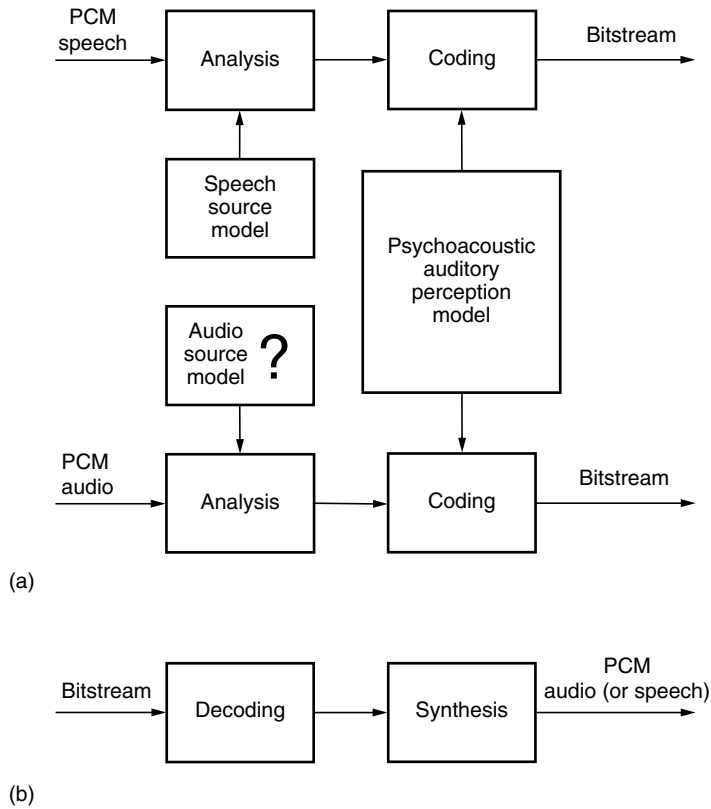 PCM
speech
Analysis
Coding
Bitstream
Speech
source
model
Psychoacoustic
auditory
perception
model
Audio
source
model
?
PCM
audio
Analysis
Coding
Bitstream
(a)
Bitstream
Decoding
Synthesis
PCM
audio (or speech)
(b)